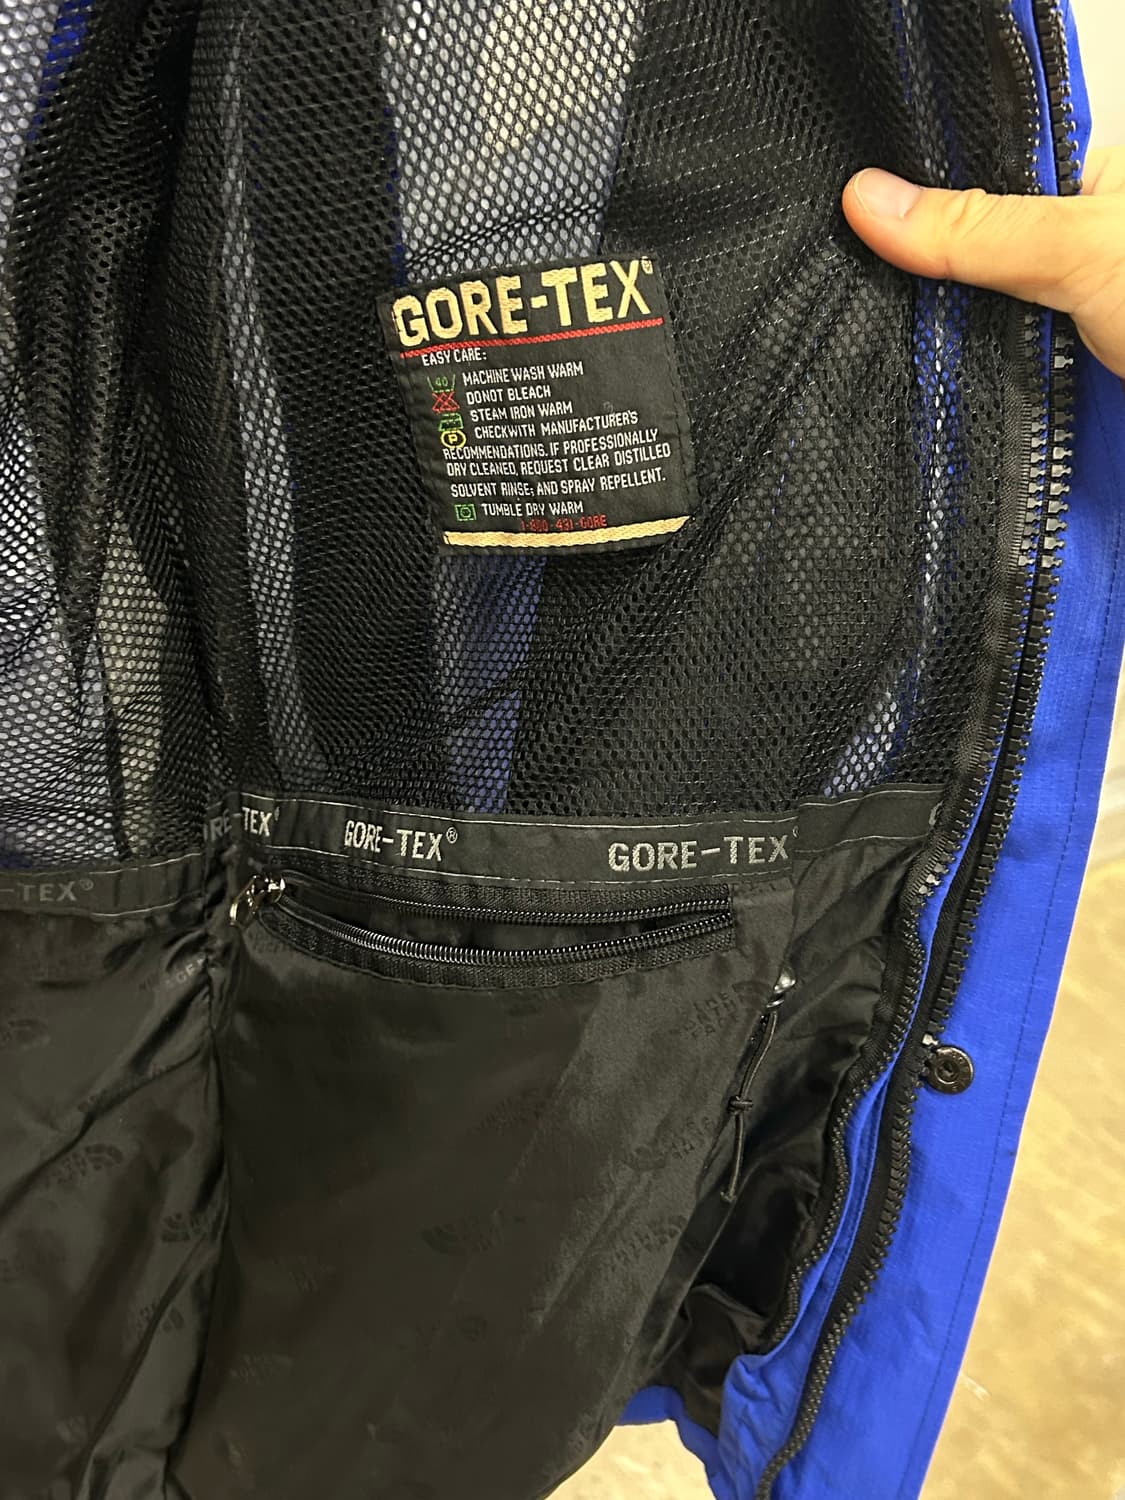 GORE-TEX®
EASY CARE:
40 MACHINE WASH WARM
DONOT BLEACH
STEAM IRON WARM
P CHECKWITH MANUFACTURER'S
RECOMMENDATIONS. IF PROFESSIONALLY
DRY CLEANED, REQUEST CLEAR DISTILLED
SOLVENT RINSE; AND SPRAY REPELLENT.
TUMBLE DRY WARM
1-800-431-GORE
RE-TEX® GORE-TEX® GORE-TEX®
-TEX®